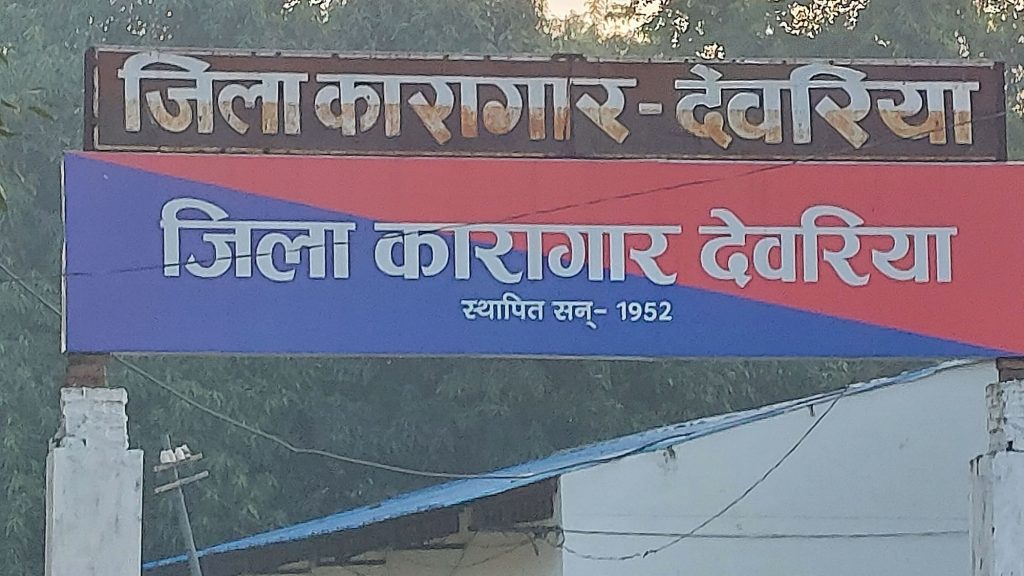 जिला कारागार - देवरिया
जिला कारागार देवरिया
स्थापित सन्- 1952